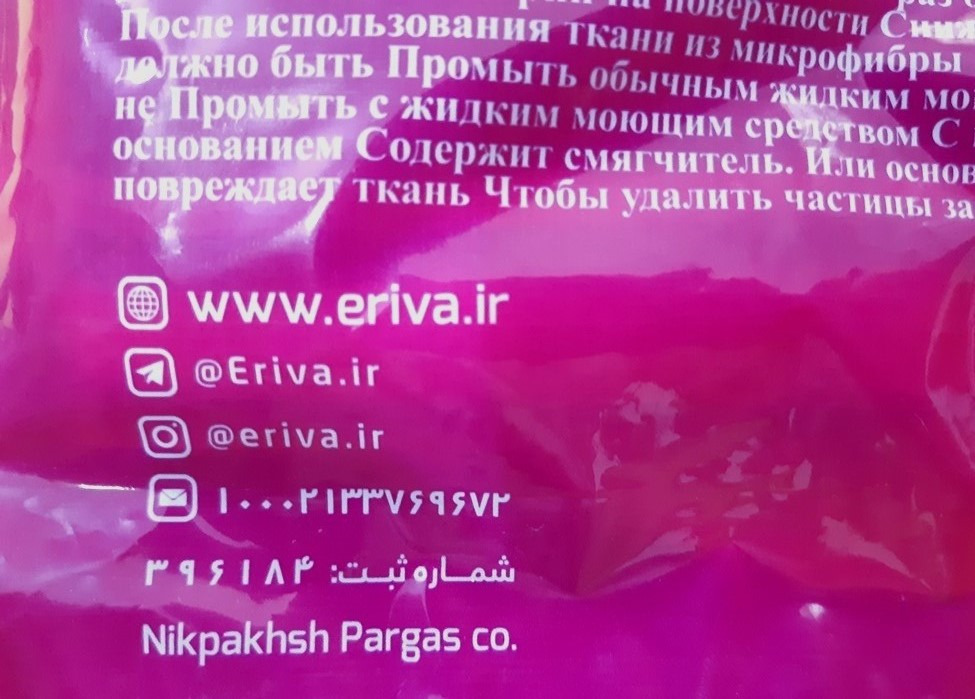 на поверхности
После использования ткани из микрофибры
должно быть Промыть обычным жидким
не Промыть с жидким моющим средством С
основанием Содержит смягчитель. Или
повреждает ткань Чтобы удалить частицы
www.eriva.ir
@Eriva.ir
@eriva.ir
۱۰۰۰۲۱۳۳۷۶۹۶۷۲
شماره ثبت: ۳۹۶۱۸۴
Nikpakhsh Pargas co.